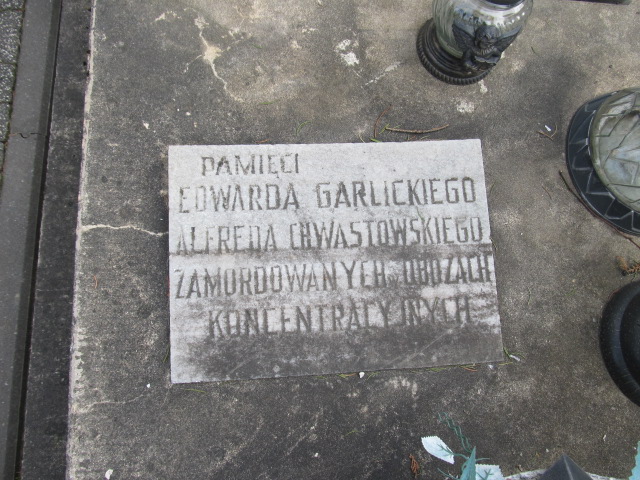 PAMIĘCI
EDWARDA GARLICKIEGO
ALFREDA CHWASTOWSKIEGO
ZAMORDOWANYCH W OBOZACH
KONCENTRACYJNYCH